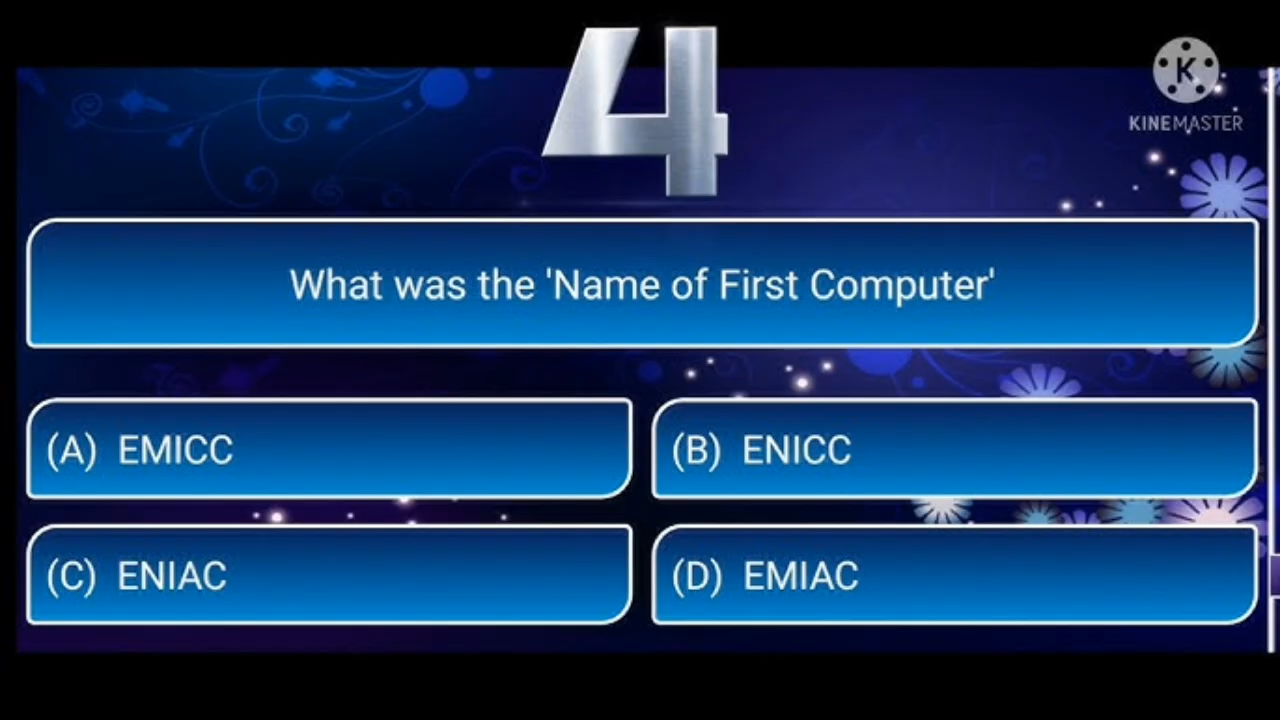 4
KINEMASTER
What was the 'Name of First Computer'
(A) EMICC
(B) ENICC
(C) ENIAC
(D) EMIAC